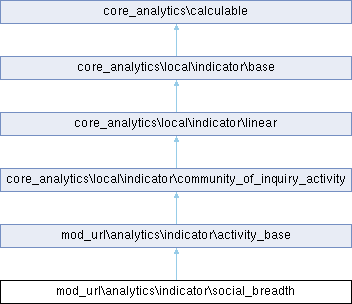 core_analytics\calculable
core_analytics\local\indicator\base
core_analytics\local\indicator\linear
core_analytics\local\indicator\community_of_inquiry_activity
mod_url\analytics\indicator\activity_base
mod_url\analytics\indicator\social_breadth